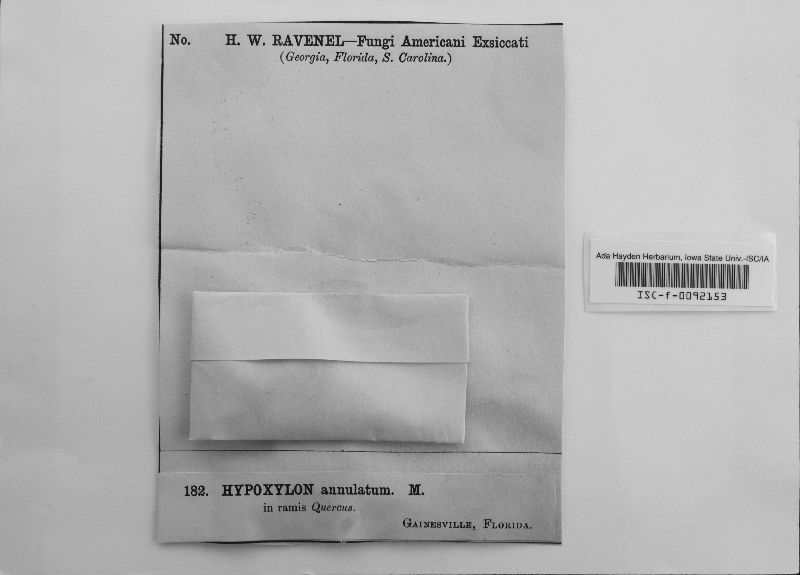 No. H. W. RAVENEL—Fungi Americani Exsiccati
(Georgia, Florida, S. Carolina.)
Ada Hayden Herbarium, Iowa State Univ.-ISC/IA
ISC-f-0092153
182. HYPOXYLON annulatum. M.
in ramis Quercus.
GAINESVILLE, FLORIDA.